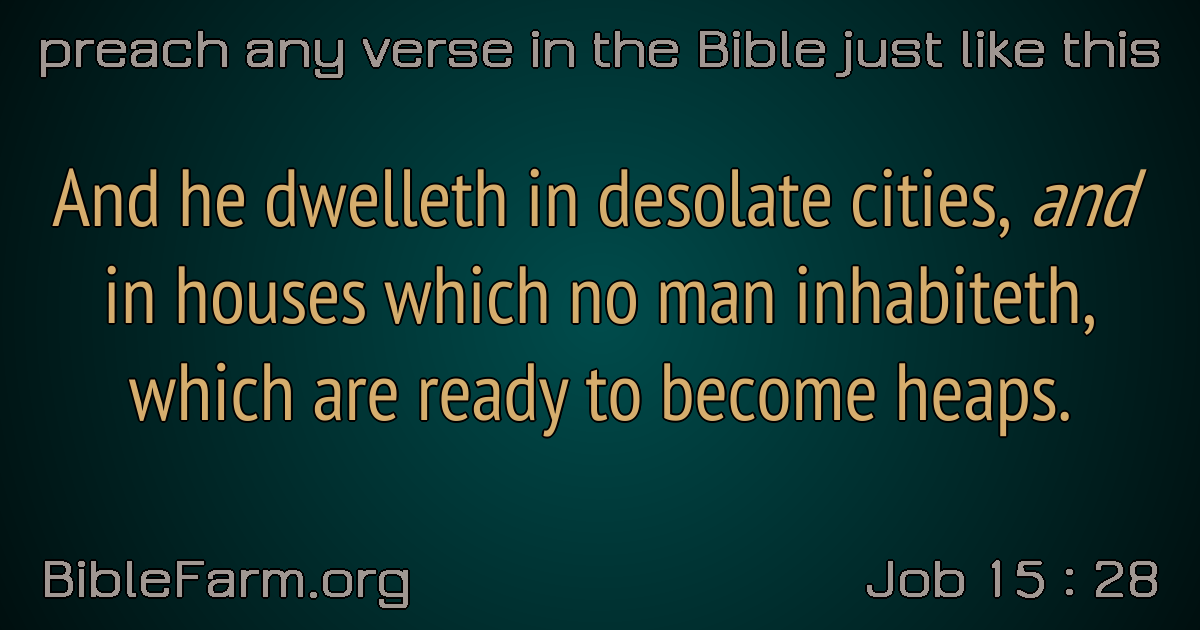 preach any verse in the Bible just like this
And he dwelleth in desolate cities, and
in houses which no man inhabiteth,
which are ready to become heaps.
BibleFarm.org
Job 15 : 28